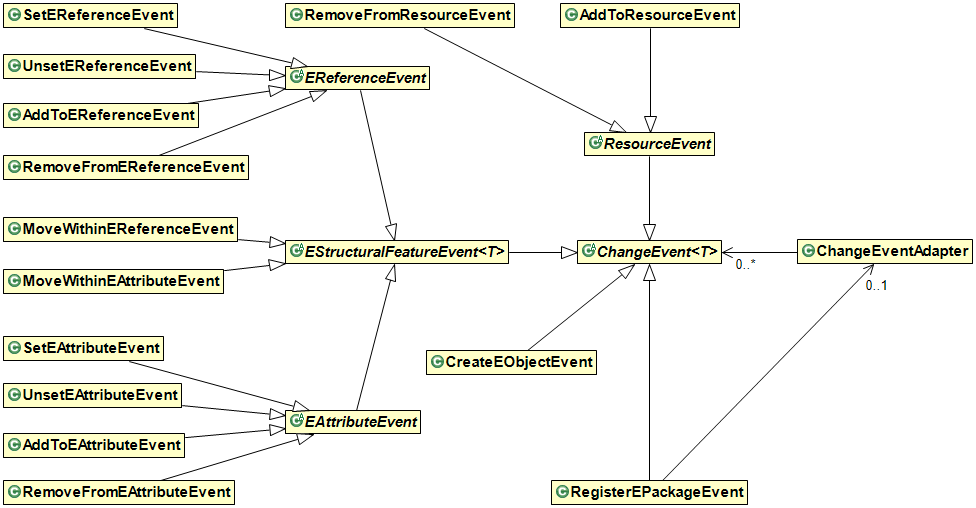 SetEReferenceEvent
RemoveFromResourceEvent
AddToResourceEvent
UnsetEReferenceEvent
EReferenceEvent
AddToEReferenceEvent
ResourceEvent
RemoveFromEReferenceEvent
MoveWithinEReferenceEvent
EStructuralFeatureEvent<T>
ChangeEvent<T>
0..*
ChangeEventAdapter
0..1
MoveWithinEAttributeEvent
SetEAttributeEvent
CreateEObjectEvent
UnsetEAttributeEvent
EAttributeEvent
AddToEAttributeEvent
RemoveFromEAttributeEvent
RegisterEPackageEvent